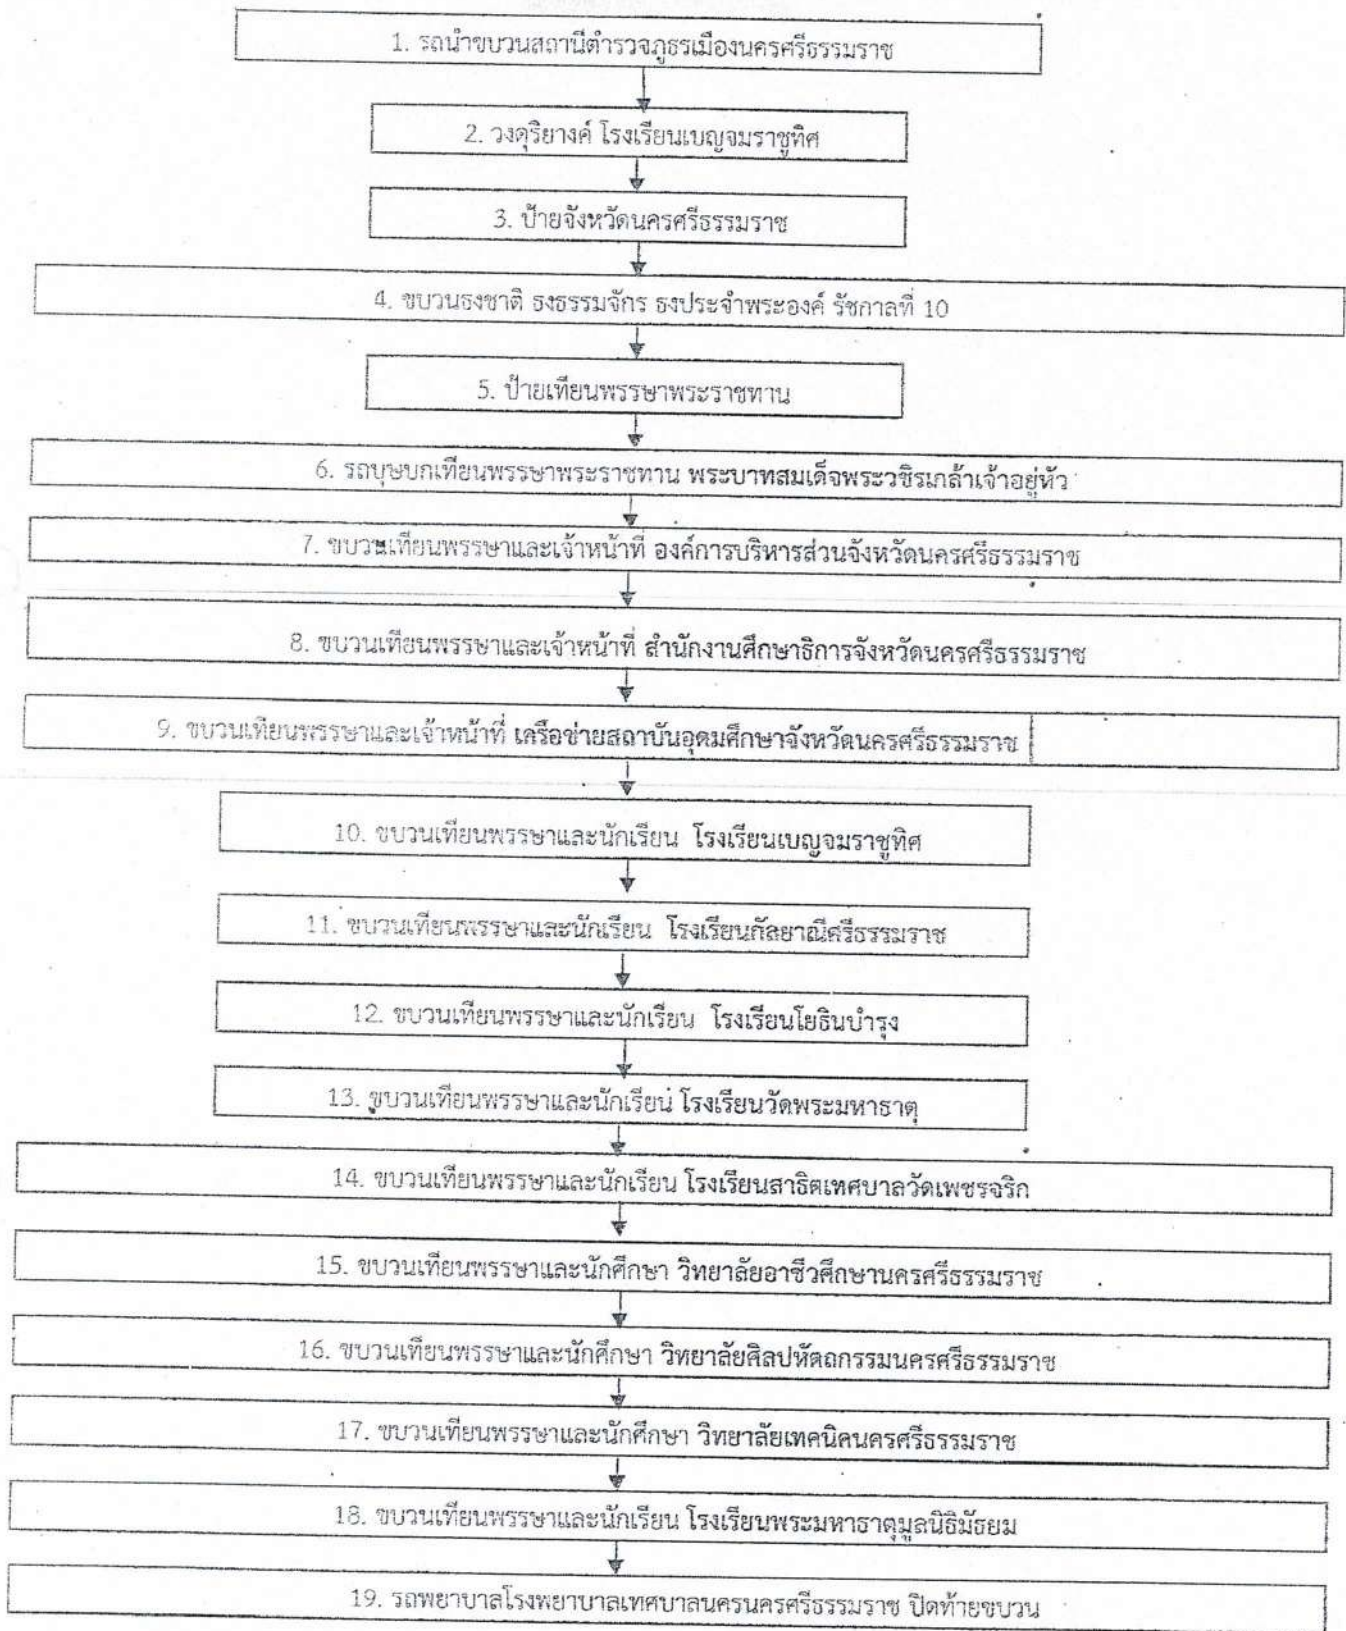 1. รถนำขบวนสถานีตำรวจภูธรเมืองนครศรีธรรมราช
2. วงดุริยางค์ โรงเรียนเบญจมราชูทิศ
3. ป้ายจังหวัดนครศรีธรรมราช
4. ขบวนธงชาติ ธงธรรมจักร ธงประจำพระองค์ รัชกาลที่ 10
5. ป้ายเทียนพรรษาพระราชทาน
6. รถบุษบกเทียนพรรษาพระราชทาน พระบาทสมเด็จพระวชิรเกล้าเจ้าอยู่หัว
7. ขบวนเทียนพรรษาและเจ้าหน้าที่ องค์การบริหารส่วนจังหวัดนครศรีธรรมราช
8. ขบวนเทียนพรรษาและเจ้าหน้าที่ สำนักงานศึกษาธิการจังหวัดนครศรีธรรมราช
9. ขบวนเทียนพรรษาและเจ้าหน้าที่ เครือข่ายสถาบันอุดมศึกษาจังหวัดนครศรีธรรมราช
10. ขบวนเทียนพรรษาและนักเรียน โรงเรียนเบญจมราชูทิศ
11. ขบวนเทียนพรรษาและนักเรียน โรงเรียนกัลยาณีศรีธรรมราช
12. ขบวนเทียนพรรษาและนักเรียน โรงเรียนโยธินบำรุง
13. ขบวนเทียนพรรษาและนักเรียน โรงเรียนวัดพระมหาธาตุ
14. ขบวนเทียนพรรษาและนักเรียน โรงเรียนสาธิตเทศบาลวัดเพชรจริก
15. ขบวนเทียนพรรษาและนักศึกษา วิทยาลัยอาชีวศึกษานครศรีธรรมราช
16. ขบวนเทียนพรรษาและนักศึกษา วิทยาลัยศิลปหัตถกรรมนครศรีธรรมราช
17. ขบวนเทียนพรรษาและนักศึกษา วิทยาลัยเทคนิคนครศรีธรรมราช
18. ขบวนเทียนพรรษาและนักเรียน โรงเรียนพระมหาธาตุมูลนิธิมัธยม
19. รถพยาบาลโรงพยาบาลเทศบาลนครนครศรีธรรมราช ปิดท้ายขบวน